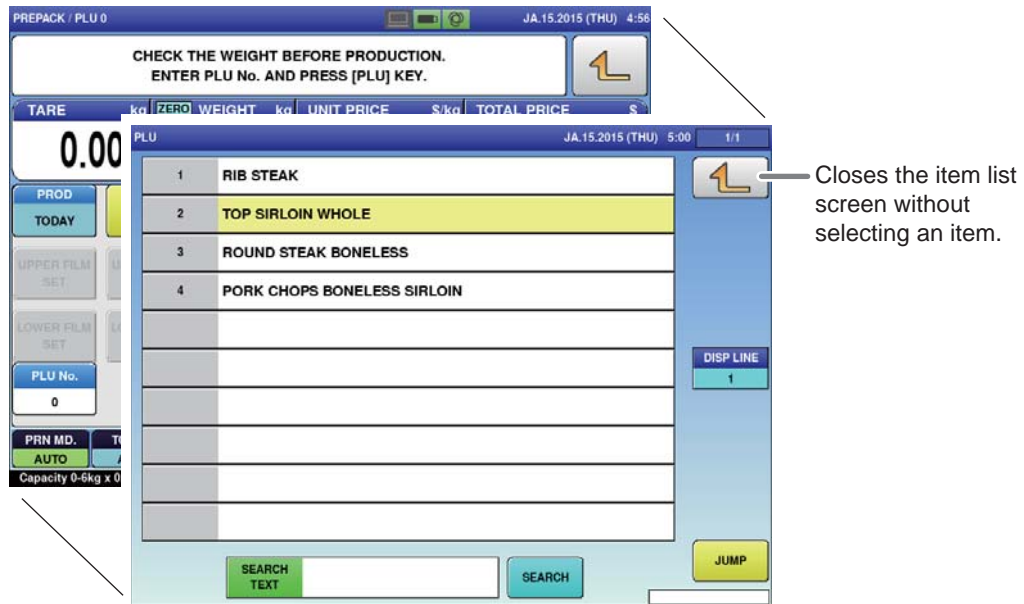 PREPACK / PLU 0 JA.15.2015 (THU) 4:56
CHECK THE WEIGHT BEFORE PRODUCTION.
ENTER PLU No. AND PRESS [PLU] KEY.
TARE kg ZERO WEIGHT kg UNIT PRICE $/kg TOTAL PRICE $
0.00
PROD
TODAY
UPPER FILM
SET
LOWER FILM
SET
PLU No.
0
PRN MD.
AUTO
Capacity 0-6kg x 0
PLU JA.15.2015 (THU) 5:00 1/1
1 RIB STEAK
2 TOP SIRLOIN WHOLE
3 ROUND STEAK BONELESS
4 PORK CHOPS BONELESS SIRLOIN
DISP LINE
1
SEARCH
TEXT
SEARCH
JUMP
Closes the item list
screen without
selecting an item.